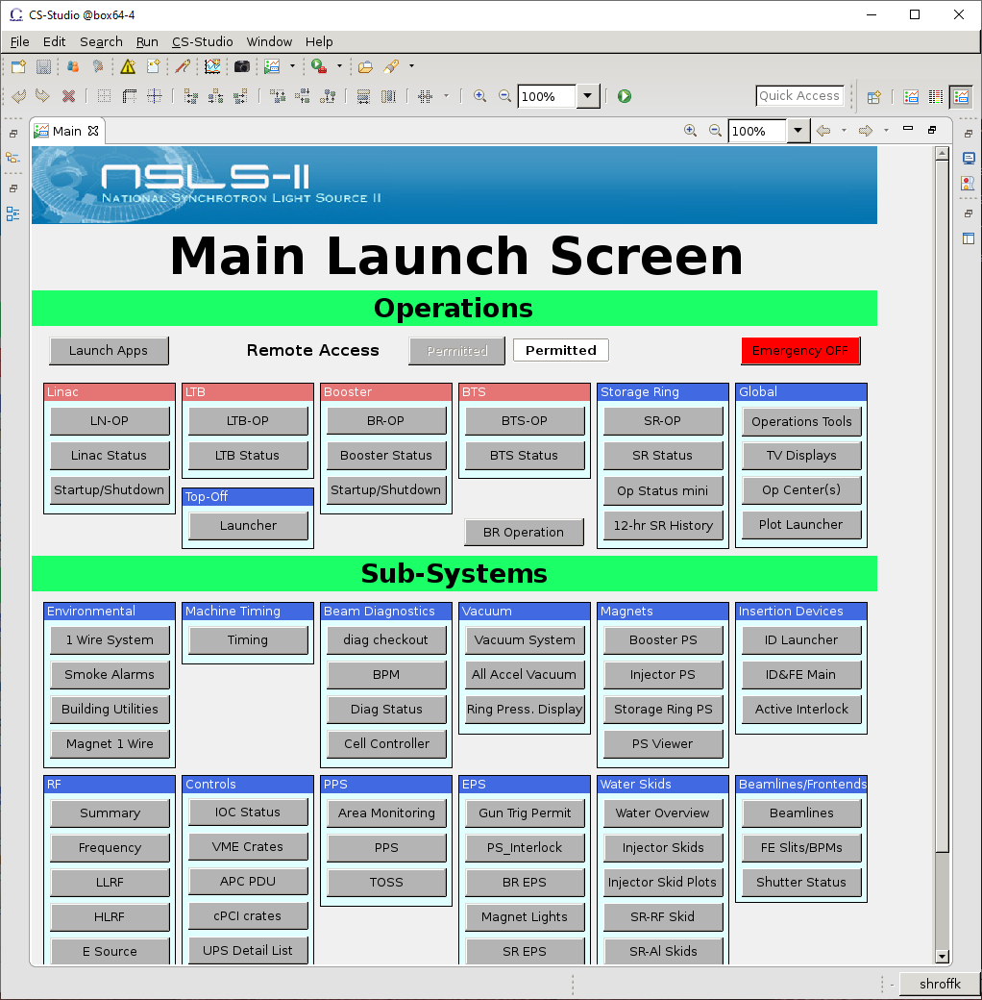 CS-Studio @box64-4
File Edit Search Run CS-Studio Window Help
100%
Quick Access
Main
100%
NSLS-II
National Synchrotron Light Source II
Main Launch Screen
Operations
Launch Apps
Remote Access
Permitted
Permitted
Emergency OFF
Linac
LN-OP
Linac Status
Startup/Shutdown
LTB
LTB-OP
LTB Status
Top-Off
Launcher
Booster
BR-OP
Booster Status
Startup/Shutdown
BTS
BTS-OP
BTS Status
BR Operation
Storage Ring
SR-OP
SR Status
Op Status mini
12-hr SR History
Global
Operations Tools
TV Displays
Op Center(s)
Plot Launcher
Sub-Systems
Environmental
1 Wire System
Smoke Alarms
Building Utilities
Magnet 1 Wire
Machine Timing
Timing
Beam Diagnostics
diag checkout
BPM
Diag Status
Cell Controller
Vacuum
Vacuum System
All Accel Vacuum
Ring Press. Display
Magnets
Booster PS
Injector PS
Storage Ring PS
PS Viewer
Insertion Devices
ID Launcher
ID&FE Main
Active Interlock
RF
Summary
Frequency
LLRF
HLRF
E Source
Controls
IOC Status
VME Crates
APC PDU
cPCI crates
UPS Detail List
PPS
Area Monitoring
PPS
TOSS
EPS
Gun Trig Permit
PS_Interlock
BR EPS
Magnet Lights
SR EPS
Water Skids
Water Overview
Injector Skids
Injector Skid Plots
SR-RF Skid
SR-Al Skids
Beamlines/Frontends
Beamlines
FE Slits/BPMs
Shutter Status
shroffk